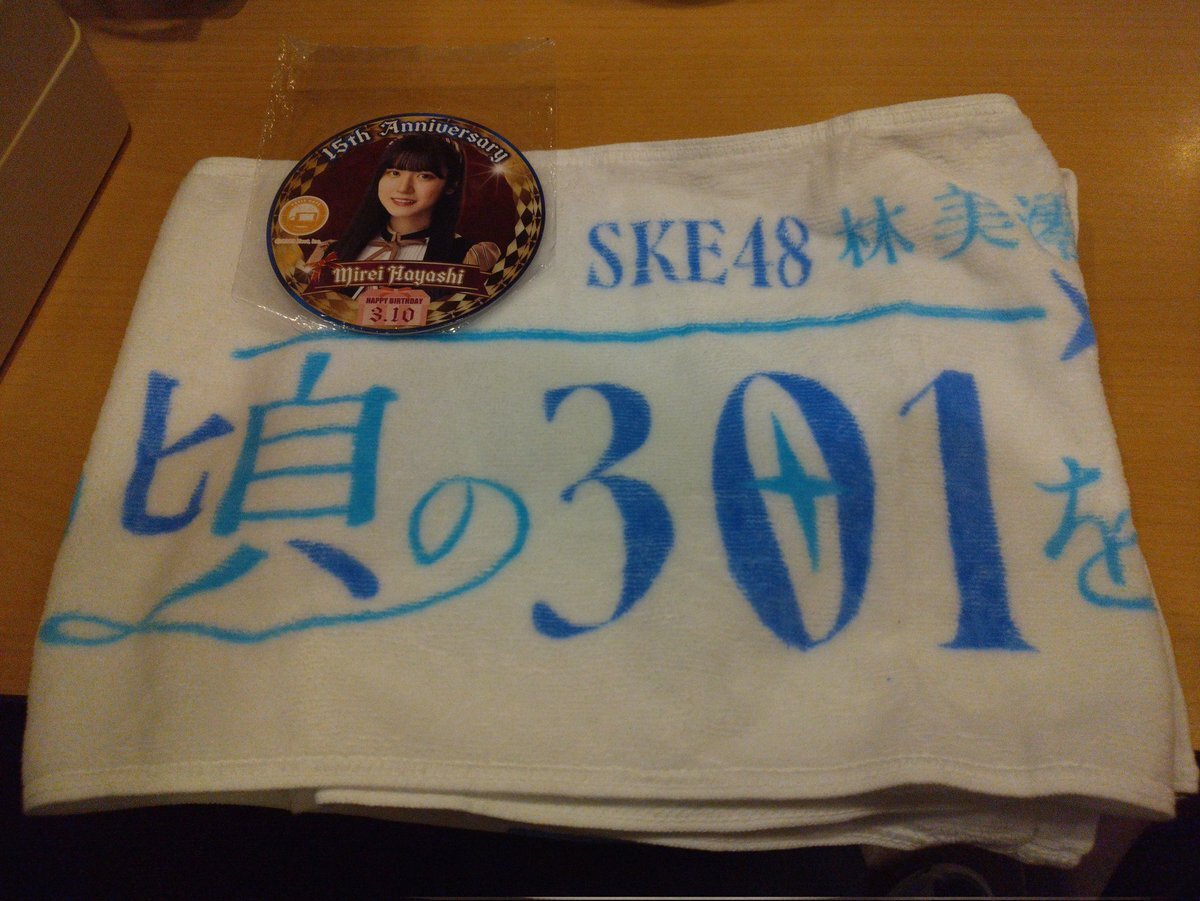 15th Anniversary
Mirei Hayashi
HAPPY BIRTHDAY
3.10
SKE48 林美澪
頃の301を